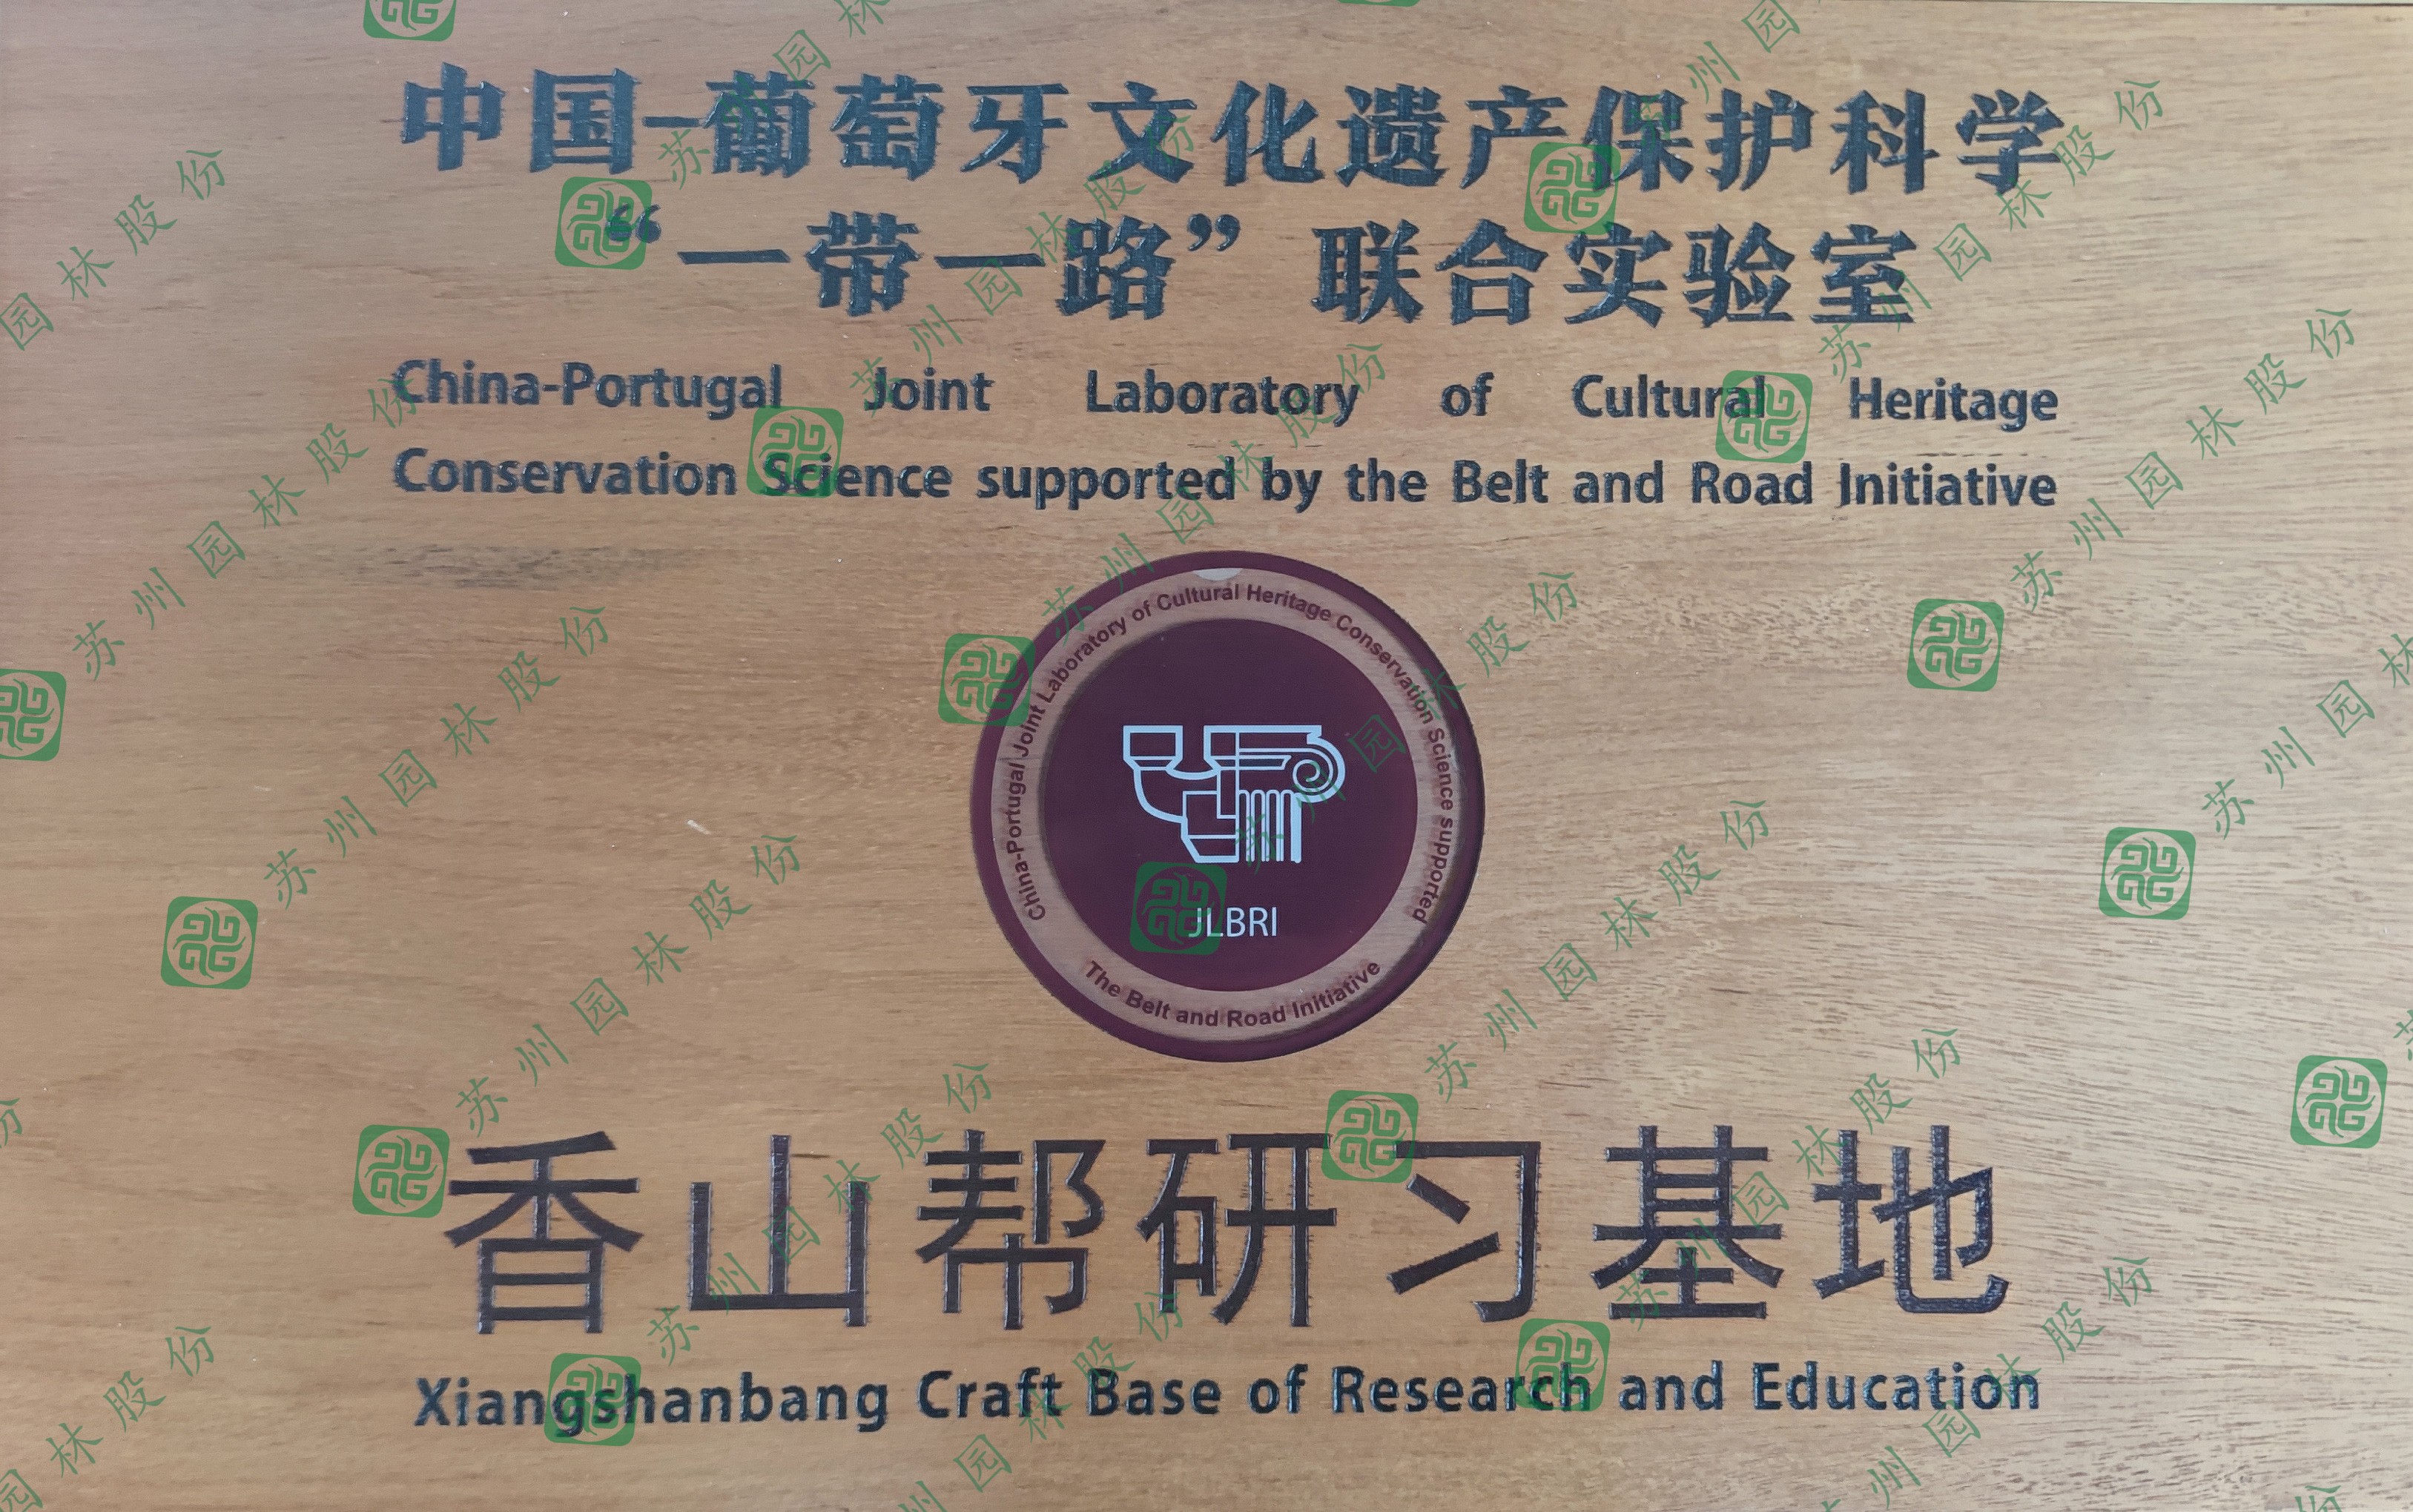 中国-葡萄牙文化遗产保护科学
“一带一路”联合实验室
China-Portugal Joint Laboratory of Cultural Heritage
Conservation Science supported by the Belt and Road Initiative
China-Portugal Joint Laboratory of Cultural Heritage Conservation Science supported
JLBRI
The Belt and Road Initiative
香山帮研习基地
Xiangshanbang Craft Base of Research and Education
苏州园林股份